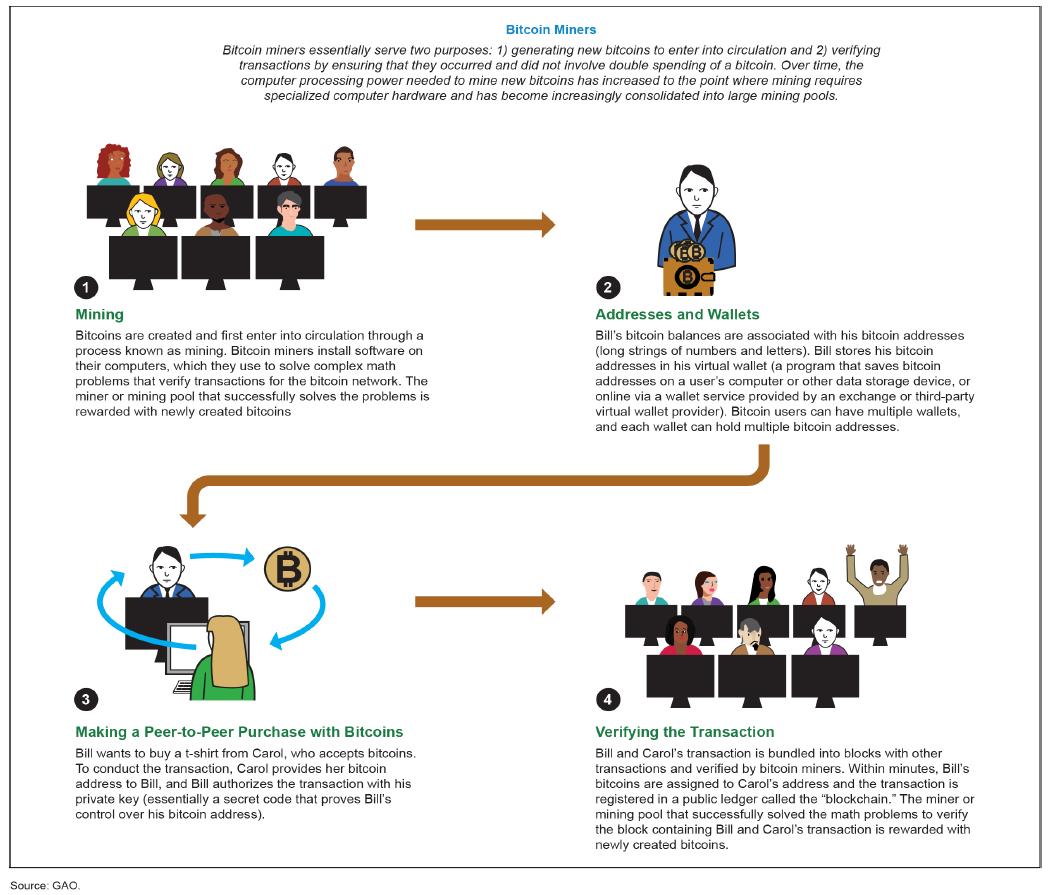 Bitcoin Miners
Bitcoin miners essentially serve two purposes: 1) generating new bitcoins to enter into circulation and 2) verifying
transactions by ensuring that they occurred and did not involve double spending of a bitcoin. Over time, the
computer processing power needed to mine new bitcoins has increased to the point where mining requires
specialized computer hardware and has become increasingly consolidated into large mining pools.
1
Mining
Bitcoins are created and first enter into circulation through a
process known as mining. Bitcoin miners install software on
their computers, which they use to solve complex math
problems that verify transactions for the bitcoin network. The
miner or mining pool that successfully solves the problems is
rewarded with newly created bitcoins
2
Addresses and Wallets
Bill's bitcoin balances are associated with his bitcoin addresses
(long strings of numbers and letters). Bill stores his bitcoin
addresses in his virtual wallet (a program that saves bitcoin
addresses on a user's computer or other data storage device, or
online via a wallet service provided by an exchange or third-party
virtual wallet provider). Bitcoin users can have multiple wallets,
and each wallet can hold multiple bitcoin addresses.
3
Making a Peer-to-Peer Purchase with Bitcoins
Bill wants to buy a t-shirt from Carol, who accepts bitcoins.
To conduct the transaction, Carol provides her bitcoin
address to Bill, and Bill authorizes the transaction with his
private key (essentially a secret code that proves Bill's
control over his bitcoin address).
4
Verifying the Transaction
Bill and Carol's transaction is bundled into blocks with other
transactions and verified by bitcoin miners. Within minutes, Bill's
bitcoins are assigned to Carol's address and the transaction is
registered in a public ledger called the “blockchain.” The miner or
mining pool that successfully solved the math problems to verify
the block containing Bill and Carol's transaction is rewarded with
newly created bitcoins.
Source: GAO.